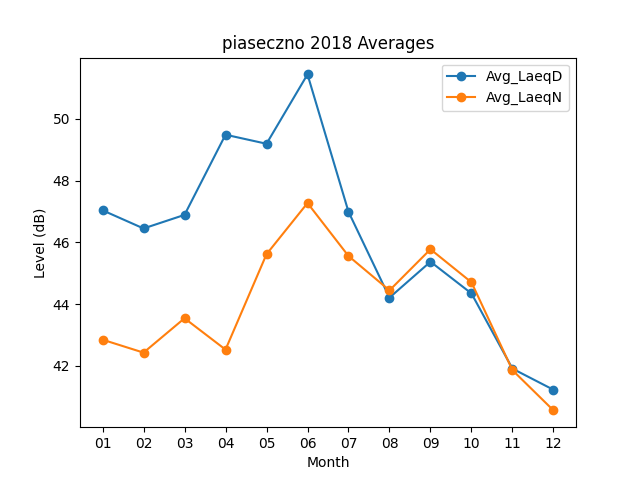 piaseczno 2018 Averages
Avg_LaeqD
Avg_LaeqN
50
48
46
44
42
Level (dB)
01 02 03 04 05 06 07 08 09 10 11 12
Month